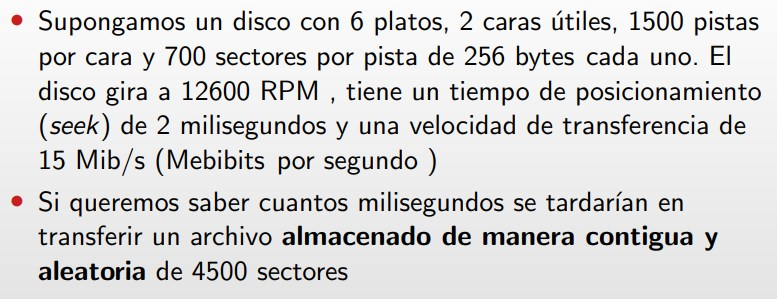 • Supongamos un disco con 6 platos, 2 caras útiles, 1500 pistas
por cara y 700 sectores por pista de 256 bytes cada uno. El
disco gira a 12600 RPM , tiene un tiempo de posicionamiento
(seek) de 2 milisegundos y una velocidad de transferencia de
15 Mib/s (Mebibits por segundo )
• Si queremos saber cuantos milisegundos se tardarían en
transferir un archivo almacenado de manera contigua y
aleatoria de 4500 sectores